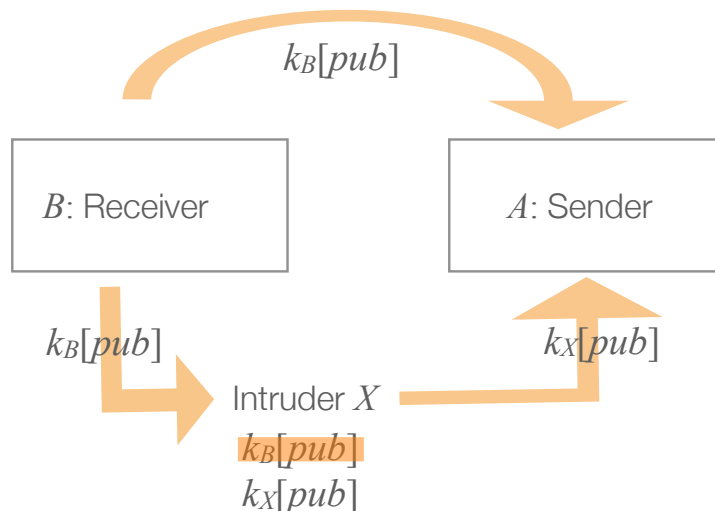 kB[pub]
B: Receiver
A: Sender
kB[pub]
kX[pub]
Intruder X
kB[pub]
kX[pub]